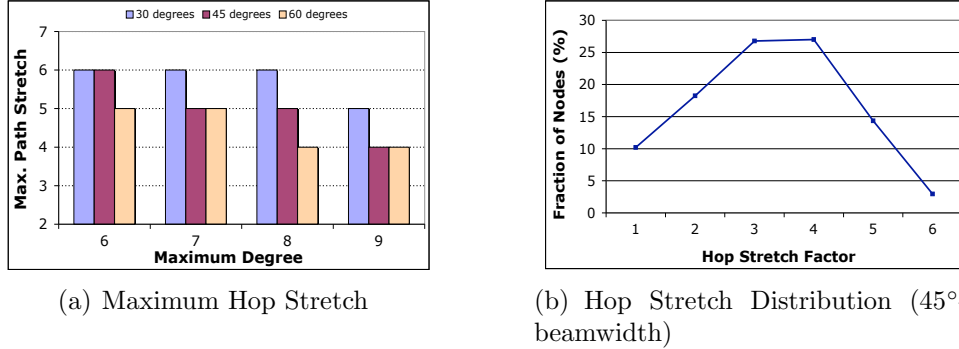 30 degrees 45 degrees 60 degrees
Max. Path Stretch
7
6
5
4
3
2
6 7 8 9
Maximum Degree
(a) Maximum Hop Stretch
Fraction of Nodes (%)
30
25
20
15
10
5
0
1 2 3 4 5 6
Hop Stretch Factor
(b) Hop Stretch Distribution (45°
beamwidth)